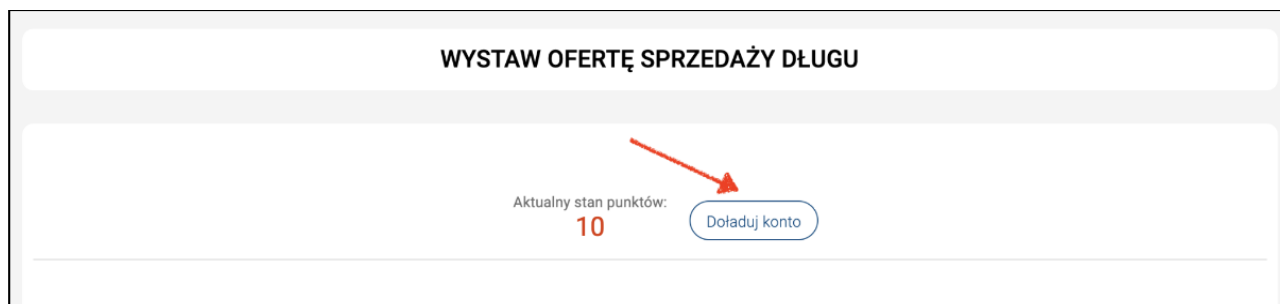 WYSTAW OFERTĘ SPRZEDAŻY DŁUGU
Aktualny stan punktów:
10
Doładuj konto